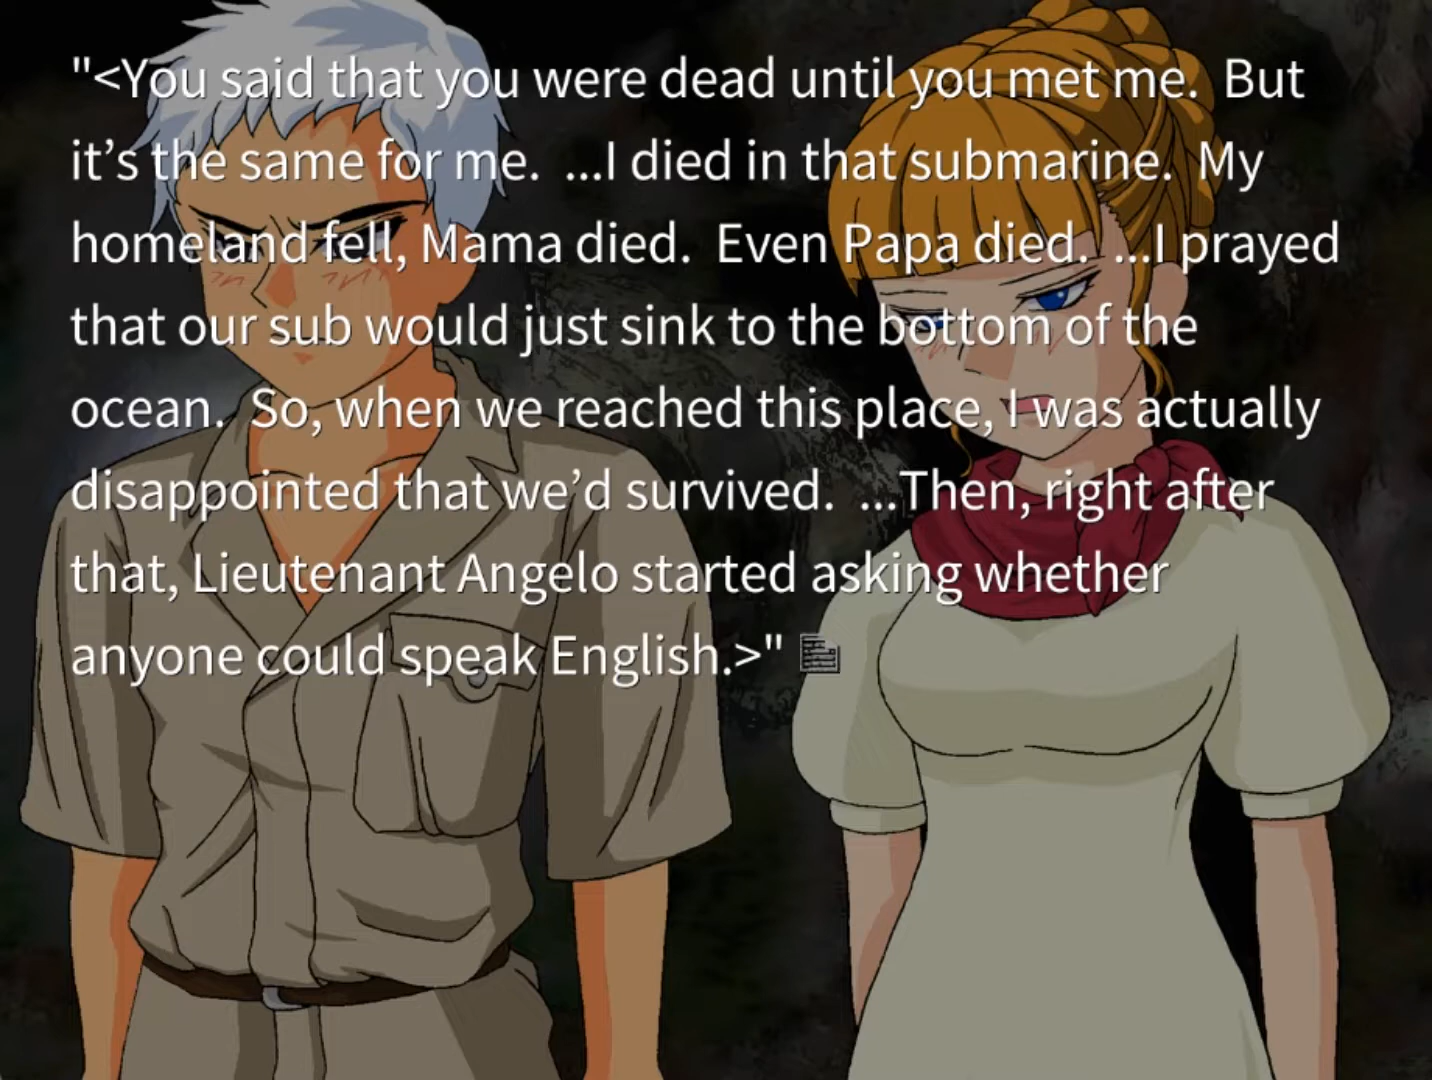 "<You said that you were dead until you met me.  But
it’s the same for me.  ...I died in that submarine.  My
homeland fell, Mama died.  Even Papa died.  ...I prayed
that our sub would just sink to the bottom of the
ocean.  So, when we reached this place, I was actually
disappointed that we’d survived.  ...Then, right after
that, Lieutenant Angelo started asking whether
anyone could speak English.>"